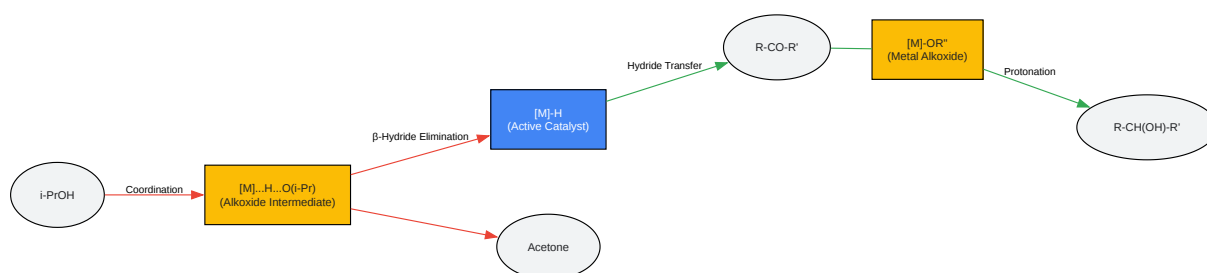 i-PrOH
Coordination
[M]...H...O(i-Pr)
(Alkoxide Intermediate)
β-Hydride Elimination
Acetone
[M]-H
(Active Catalyst)
Hydride Transfer
R-CO-R'
[M]-OR"
(Metal Alkoxide)
Protonation
R-CH(OH)-R'